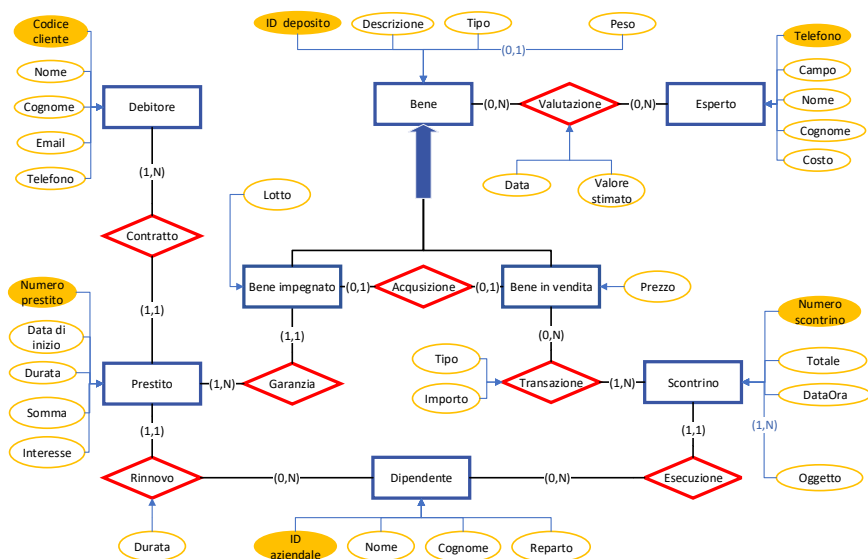 Codice
cliente
Nome
Cognome
Email
Telefono
Debitore
ID deposito
Descrizione
Tipo
Peso
(0,1)
Bene
(0,N)
Valutazione
(0,N)
Esperto
Telefono
Campo
Nome
Cognome
Costo
Data
Valore
stimato
(1,N)
Contratto
(1,1)
Lotto
Bene impegnato
(0,1)
Acqusizione
(0,1)
Bene in vendita
Prezzo
Numero
prestito
Data di
inizio
Durata
Somma
Interesse
Prestito
(1,N)
Garanzia
(1,1)
(0,N)
Tipo
Importo
Transazione
(1,N)
Scontrino
Numero
scontrino
Totale
DataOra
(1,N)
Oggetto
(1,1)
Rinnovo
(0,N)
Dipendente
(0,N)
Esecuzione
(1,1)
Durata
ID
aziendale
Nome
Cognome
Reparto